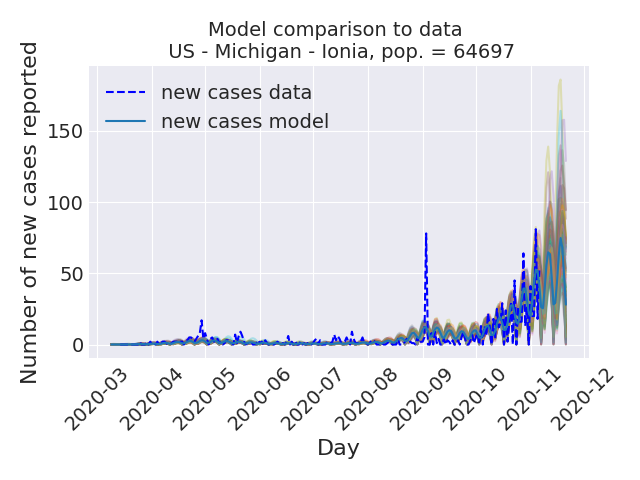 Model comparison to data
US - Michigan - Ionia, pop. = 64697
Number of new cases reported
150
100
50
0
new cases data
new cases model
2020-03
2020-04
2020-05
2020-06
2020-07
2020-08
2020-09
2020-10
2020-11
2020-12
Day